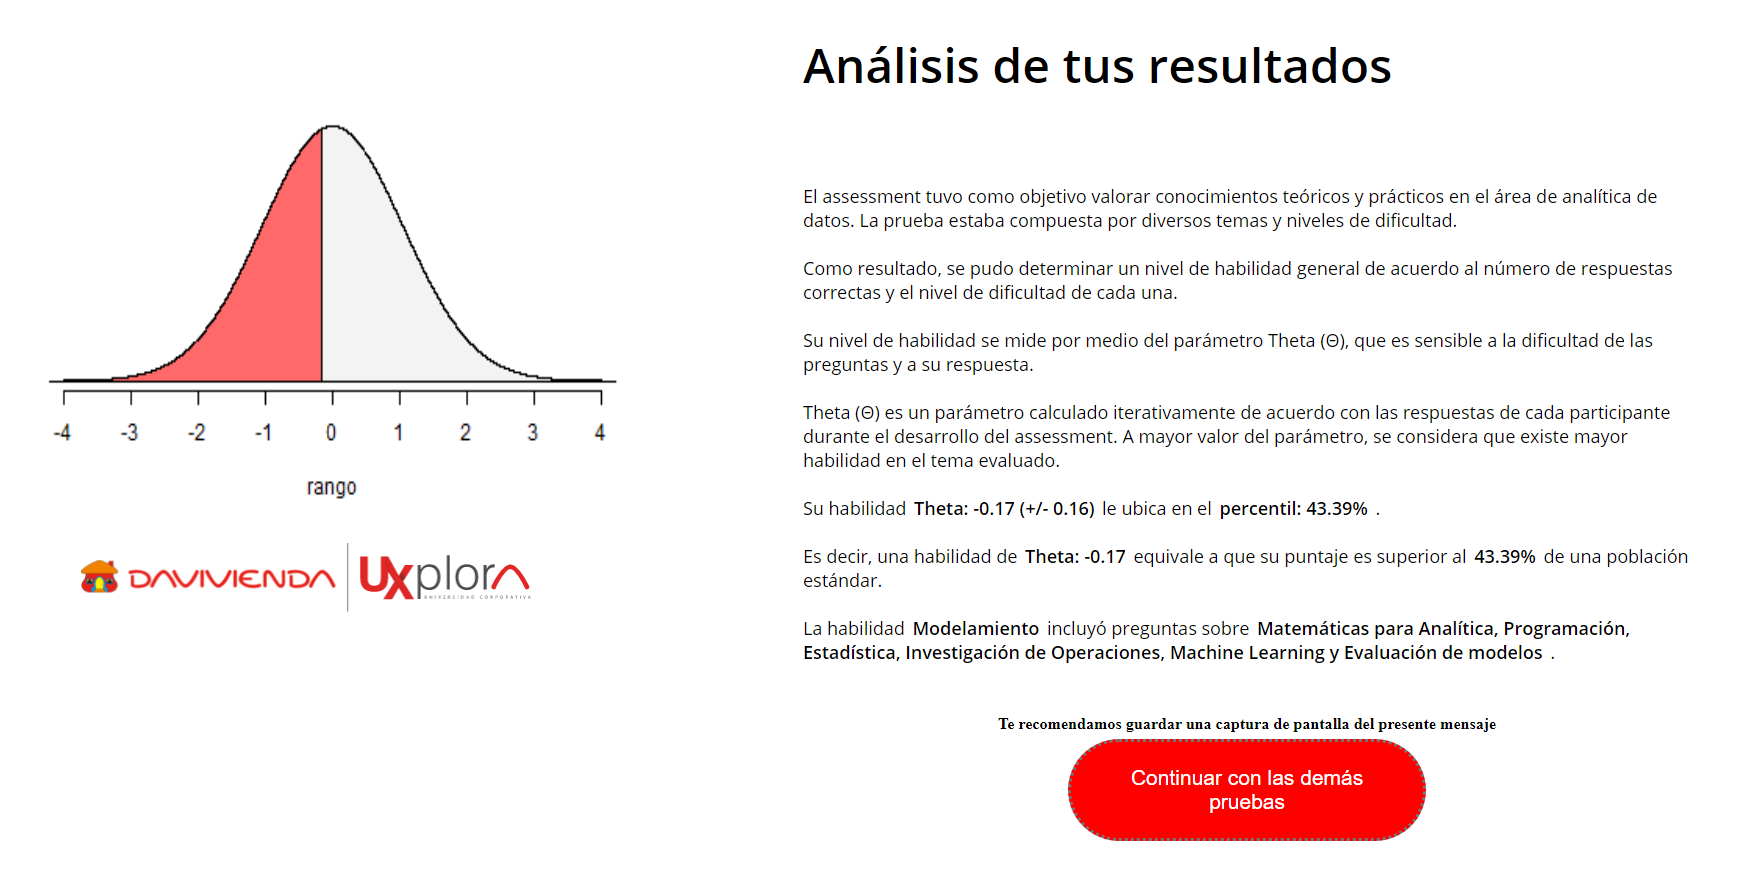 Análisis de tus resultados
El assessment tuvo como objetivo valorar conocimientos teóricos y prácticos en el área de analítica de
datos. La prueba estaba compuesta por diversos temas y niveles de dificultad.
Como resultado, se pudo determinar un nivel de habilidad general de acuerdo al número de respuestas
correctas y el nivel de dificultad de cada una.
Su nivel de habilidad se mide por medio del parámetro Theta (Θ), que es sensible a la dificultad de las
preguntas y a su respuesta.
Theta (Θ) es un parámetro calculado iterativamente de acuerdo con las respuestas de cada participante
durante el desarrollo del assessment. A mayor valor del parámetro, se considera que existe mayor
habilidad en el tema evaluado.
Su habilidad Theta: -0.17 (+/- 0.16) le ubica en el percentil: 43.39% .
Es decir, una habilidad de Theta: -0.17 equivale a que su puntaje es superior al 43.39% de una población
estándar.
La habilidad Modelamiento incluyó preguntas sobre Matemáticas para Analítica, Programación,
Estadística, Investigación de Operaciones, Machine Learning y Evaluación de modelos .
Te recomendamos guardar una captura de pantalla del presente mensaje
Continuar con las demás
pruebas
-4 -3 -2 -1 0 1 2 3 4
rango
DAVIVIENDA
UXplora
UNIVERSIDAD CORPORATIVA